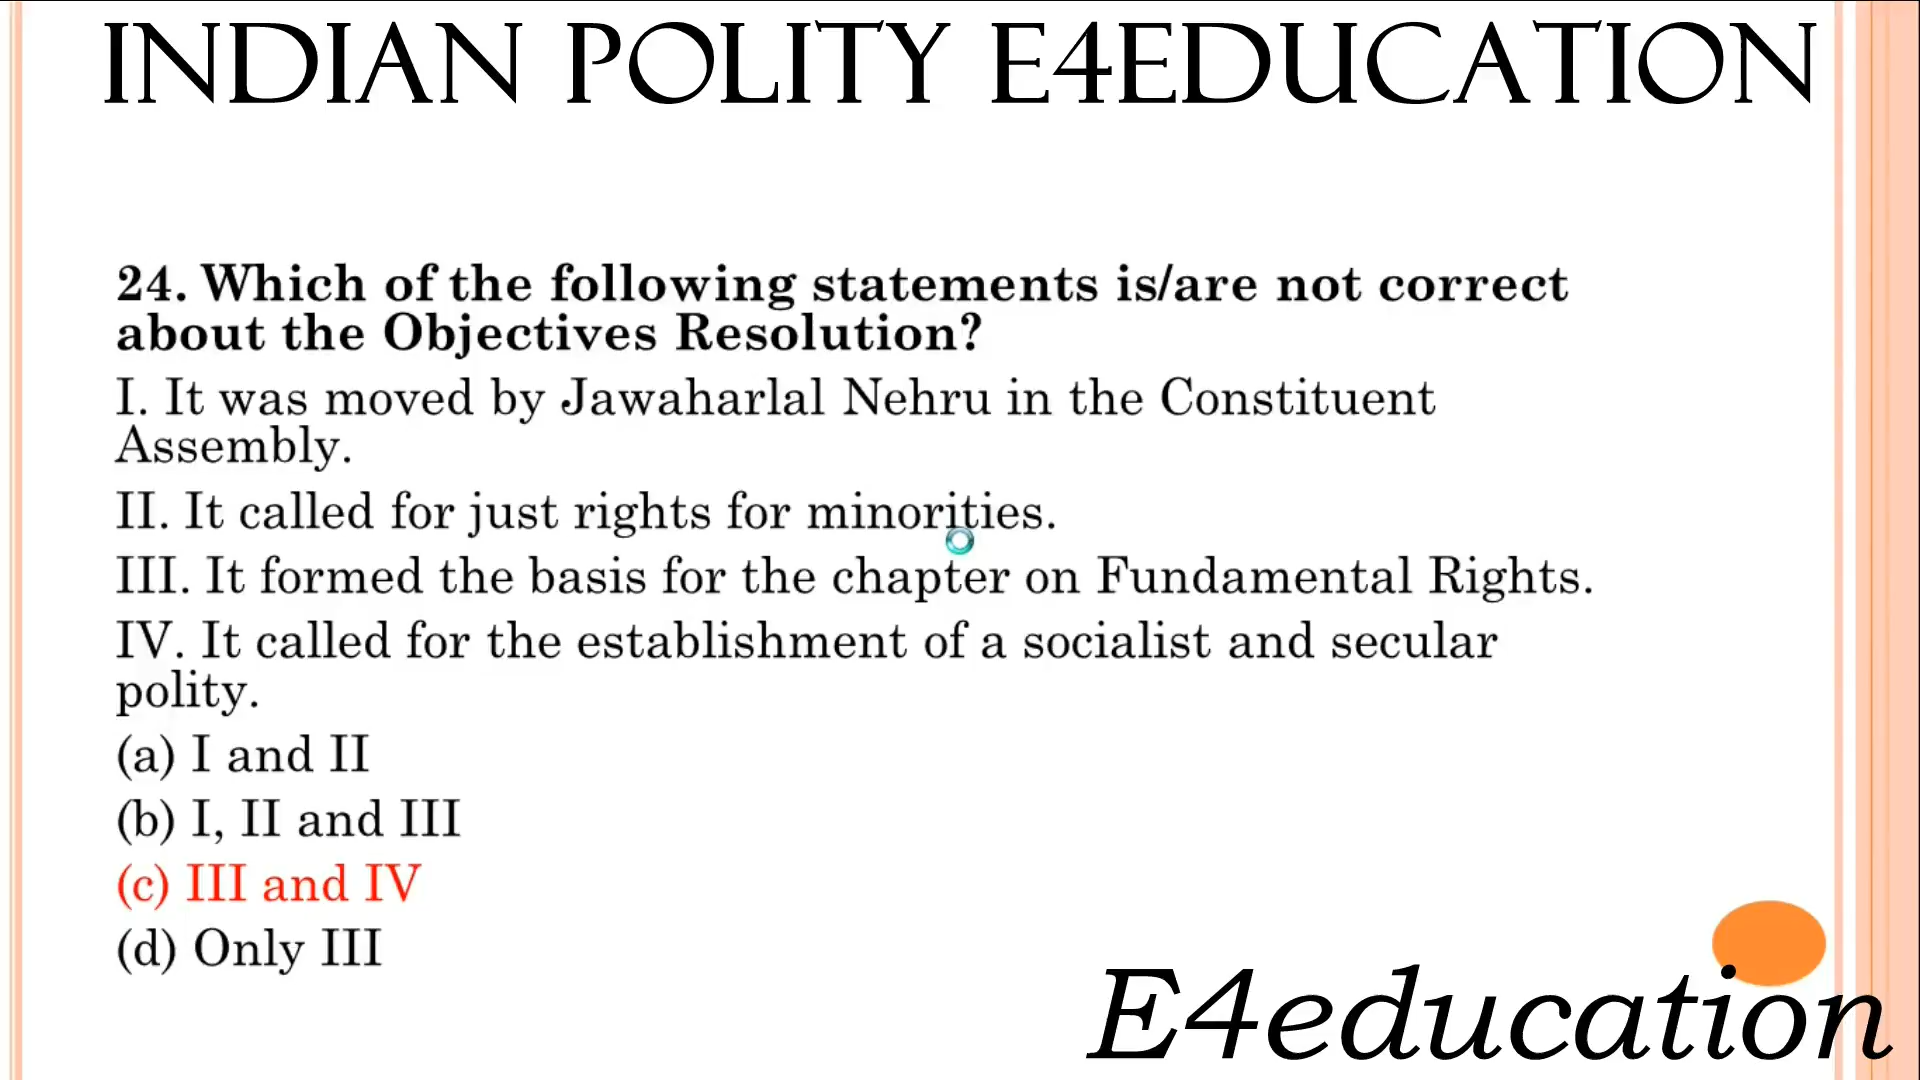 INDIAN POLITY E4EDUCATION
24. Which of the following statements is/are not correct
about the Objectives Resolution?
I. It was moved by Jawaharlal Nehru in the Constituent
Assembly.
II. It called for just rights for minorities.
III. It formed the basis for the chapter on Fundamental Rights.
IV. It called for the establishment of a socialist and secular
polity.
(a) I and II
(b) I, II and III
(c) III and IV
(d) Only III
E4education